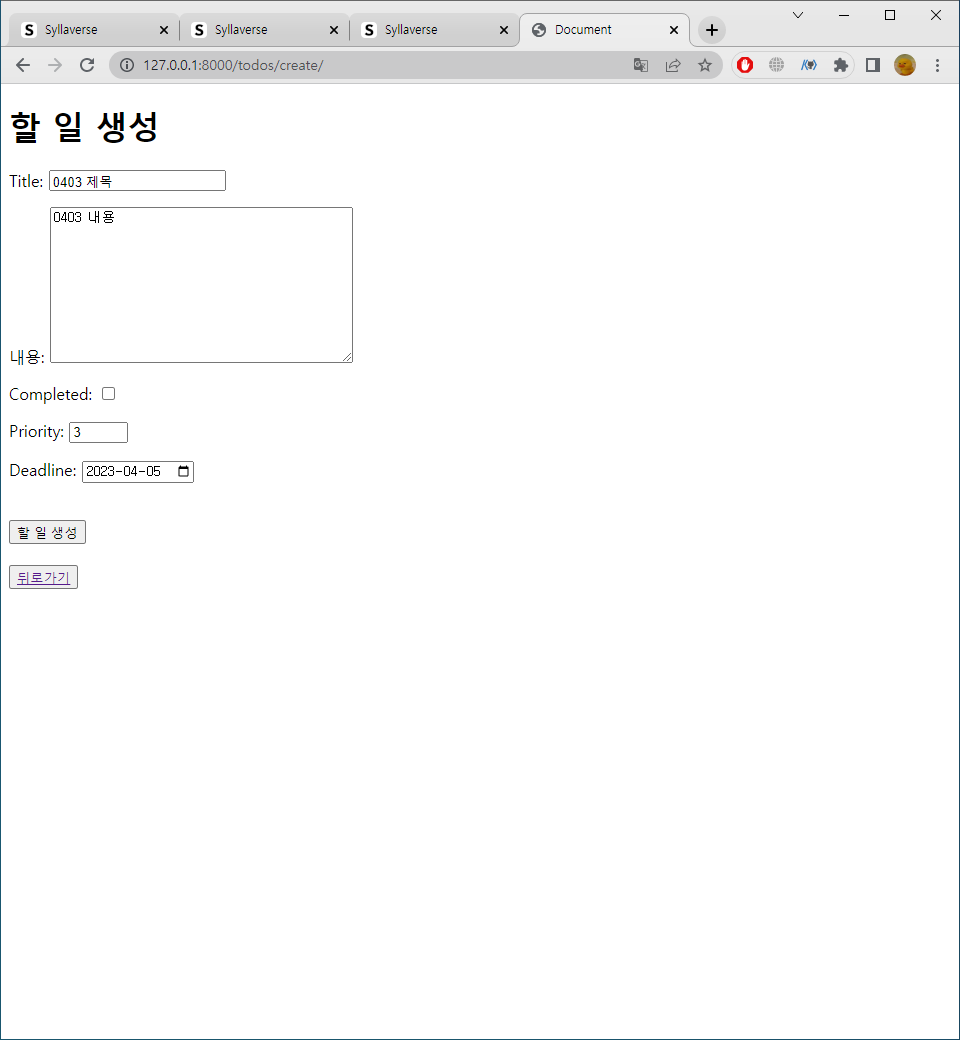 Syllaverse
Syllaverse
Syllaverse
Document
127.0.0.1:8000/todos/create/
할 일 생성
Title: 0403 제목
0403 내용
내용:
Completed:
Priority: 3
Deadline: 2023-04-05
할 일 생성
뒤로가기